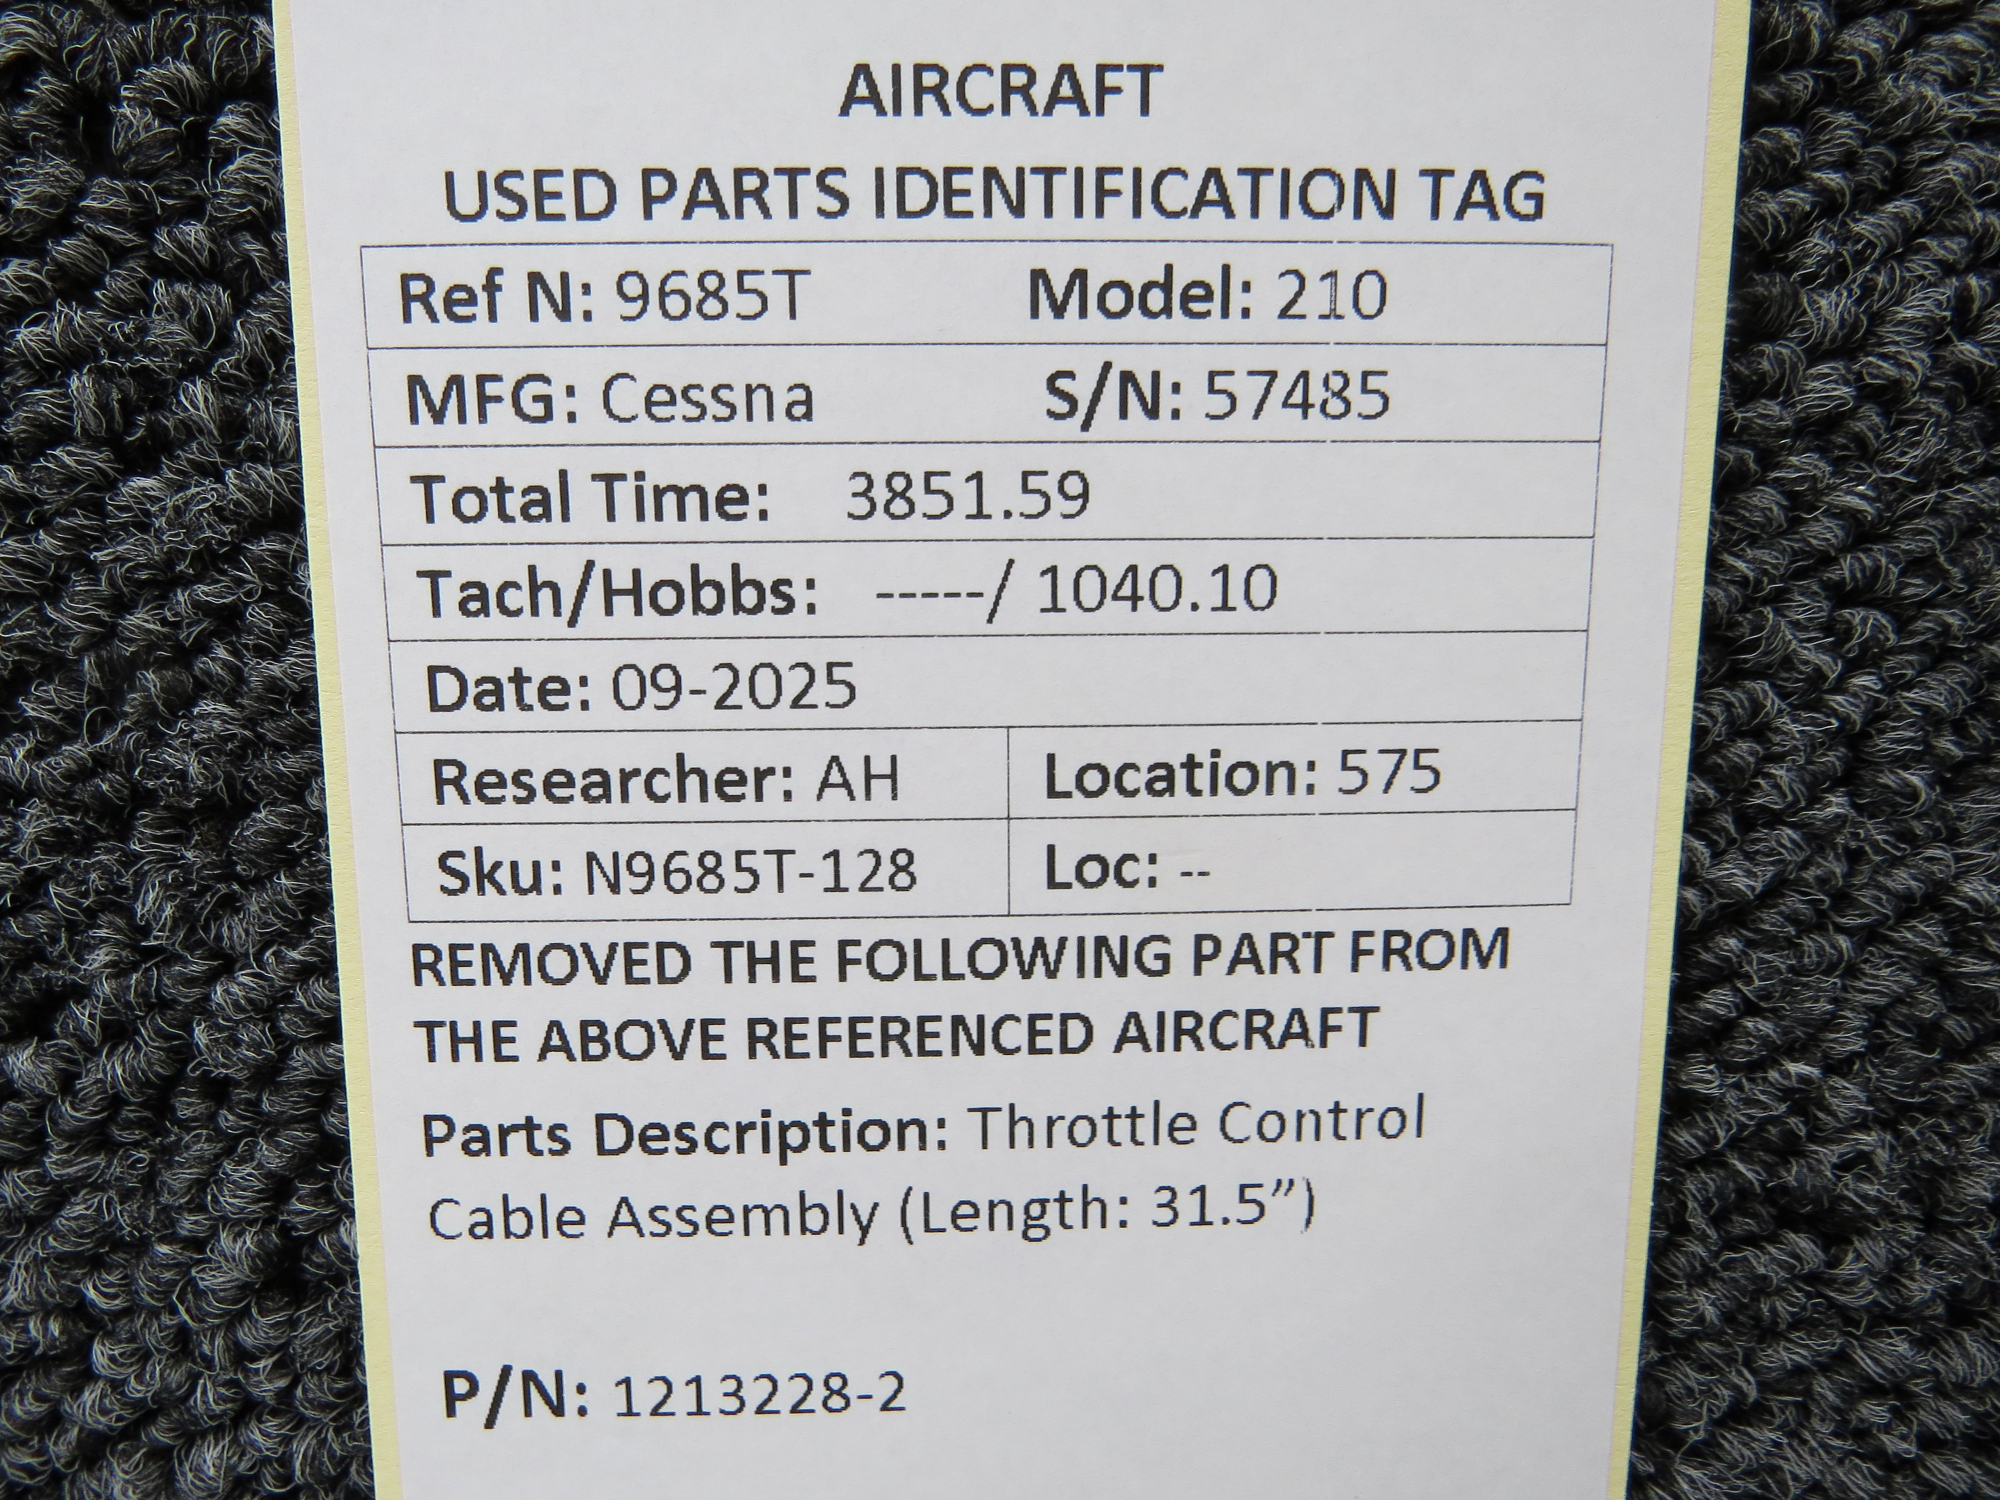 AIRCRAFT
USED PARTS IDENTIFICATION TAG
Ref N: 9685T Model: 210
MFG: Cessna S/N: 57485
Total Time: 3851.59
Tach/Hobbs: -----/ 1040.10
Date: 09-2025
Researcher: AH Location: 575
Sku: N9685T-128 Loc: --
REMOVED THE FOLLOWING PART FROM
THE ABOVE REFERENCED AIRCRAFT
Parts Description: Throttle Control
Cable Assembly (Length: 31.5”)
P/N: 1213228-2